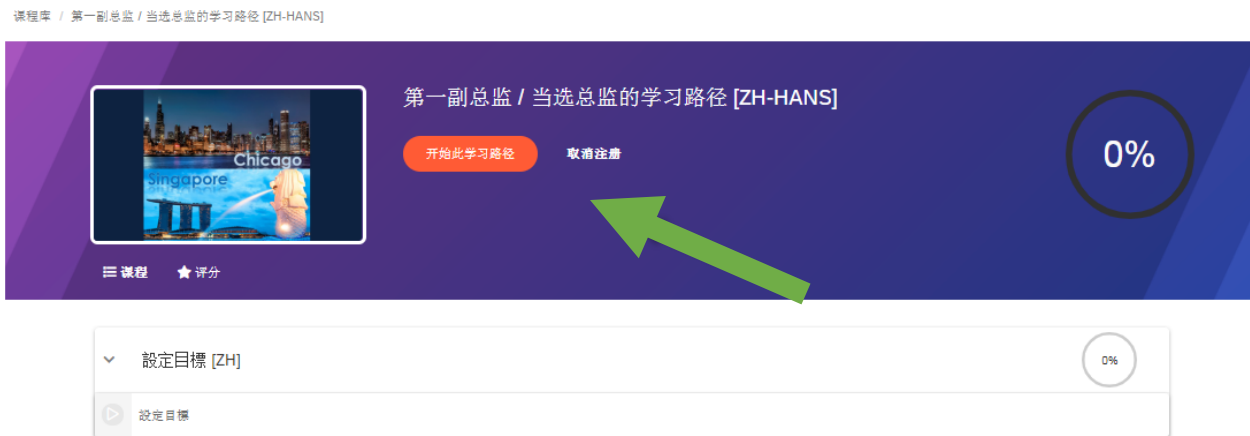 课程库 / 第一副总监 / 当选总监的学习路径 [ZH-HANS]
第一副总监 / 当选总监的学习路径 [ZH-HANS]
开始此学习路径 取消注册
0%
Chicago
Singapore
课程 评分
設定目標 [ZH]
0%
設定目標